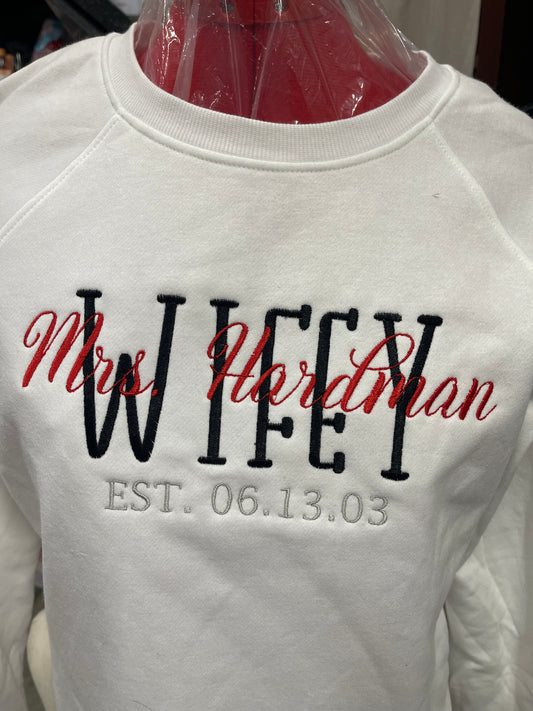 WIFEY
Mrs. Hardman
EST. 06.13.03